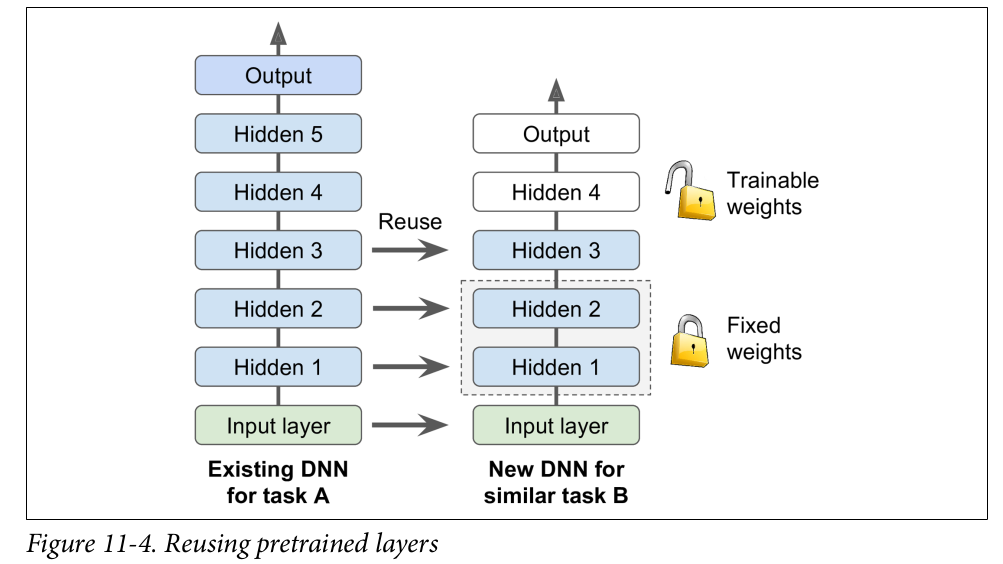 Output
Hidden 5
Hidden 4
Hidden 3
Hidden 2
Hidden 1
Input layer
Existing DNN
for task A
Reuse
Output
Hidden 4
Hidden 3
Hidden 2
Hidden 1
Input layer
New DNN for
similar task B
Trainable
weights
Fixed
weights
Figure 11-4. Reusing pretrained layers